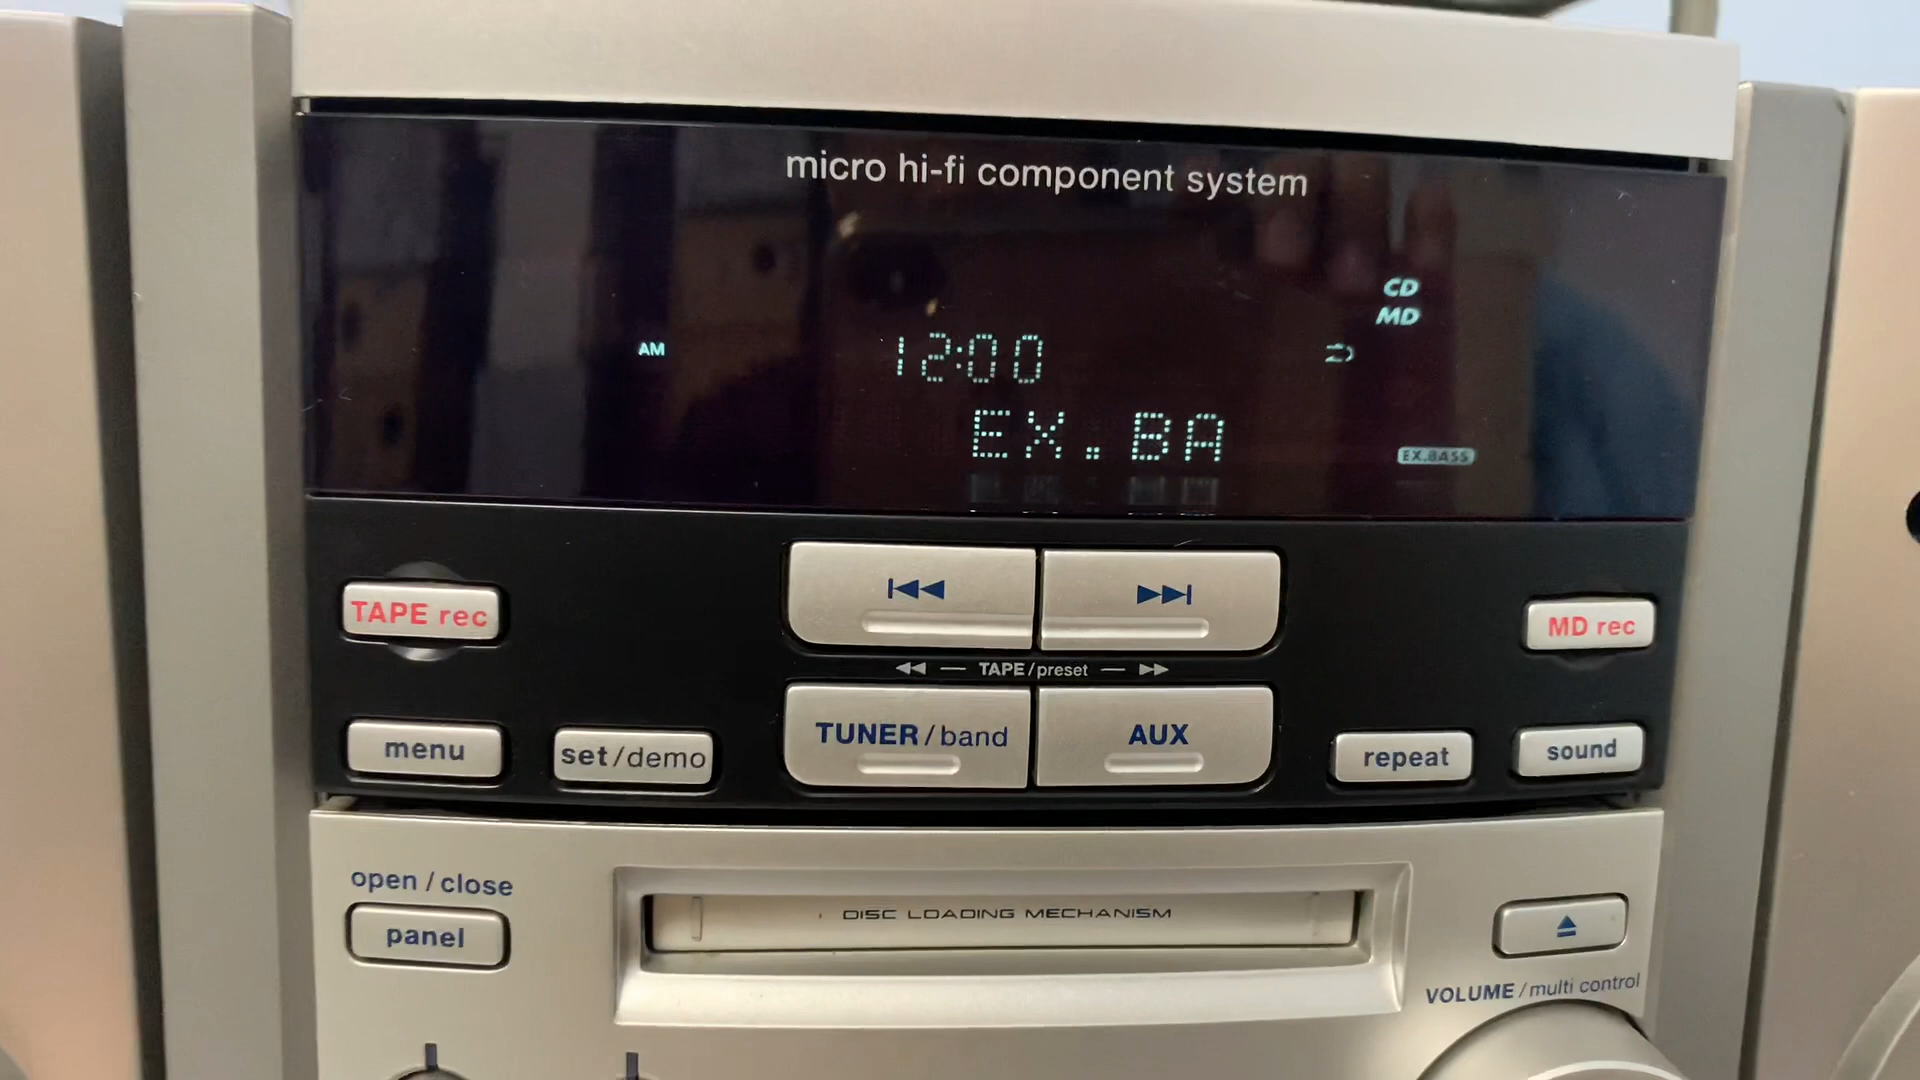 micro hi-fi component system
CD
MD
AM
12:00
EX.BA
EX.BASS
TAPE rec
MD rec
TAPE/preset
menu
set/demo
TUNER/band
AUX
repeat
sound
open/close
panel
DISC LOADING MECHANISM
VOLUME/multi control